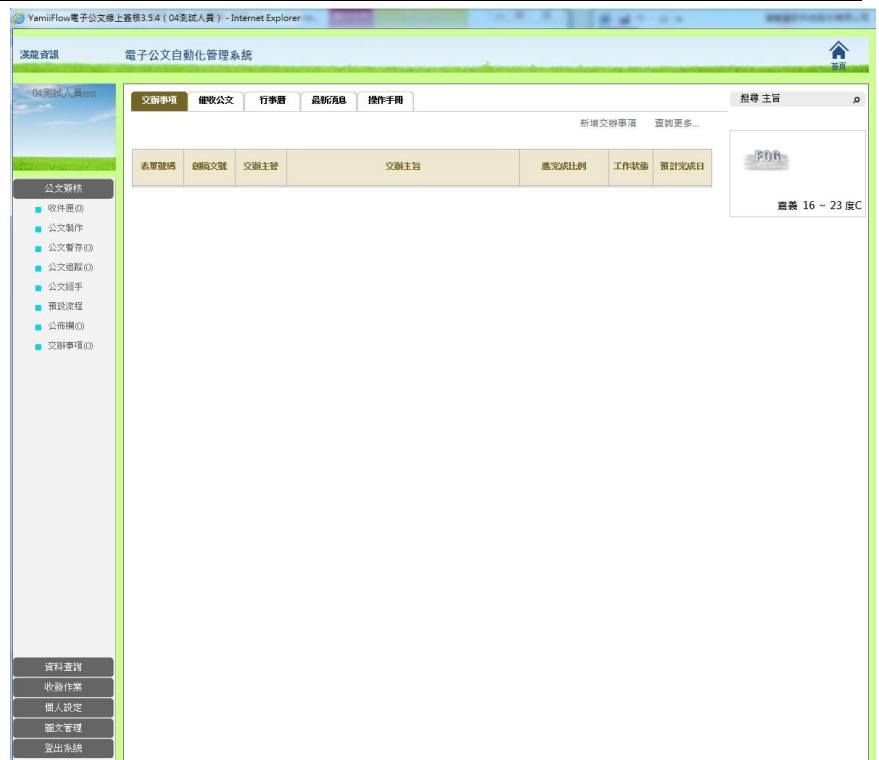 YamiiFlow電子公文線上簽核3.5.4 ( 04測試人員 ) - Internet Explorer
漢龍資訊
電子公文自動化管理系統
首頁
04測試人員test
交辦事項 催收公文 行事曆 最新消息 操作手冊
搜尋 主旨
新增交辦事項 查詢更多...
表單號碼 創稿文號 交辦主管 交辦主旨 應完成比例 工作狀態 預計完成日
FOG
嘉義 16 ~ 23 度C
公文簽核
收件匣(0)
公文製作
公文暫存(0)
公文追蹤(0)
公文經手
預設流程
公佈欄(0)
交辦事項(0)
資料查詢
收發作業
個人設定
圖文管理
登出系統